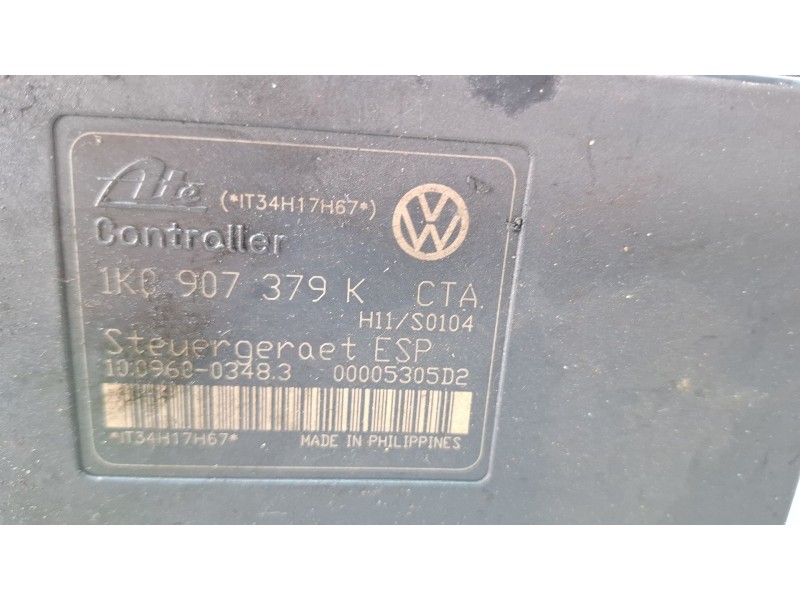 Ate (*IT34H17H67*)
Controller
1K0 907 379 K CTA
H11/S0104
Steuergeraet ESP
10.0960-0348.3 00005305D2
*IT34H17H67* MADE IN PHILIPPINES